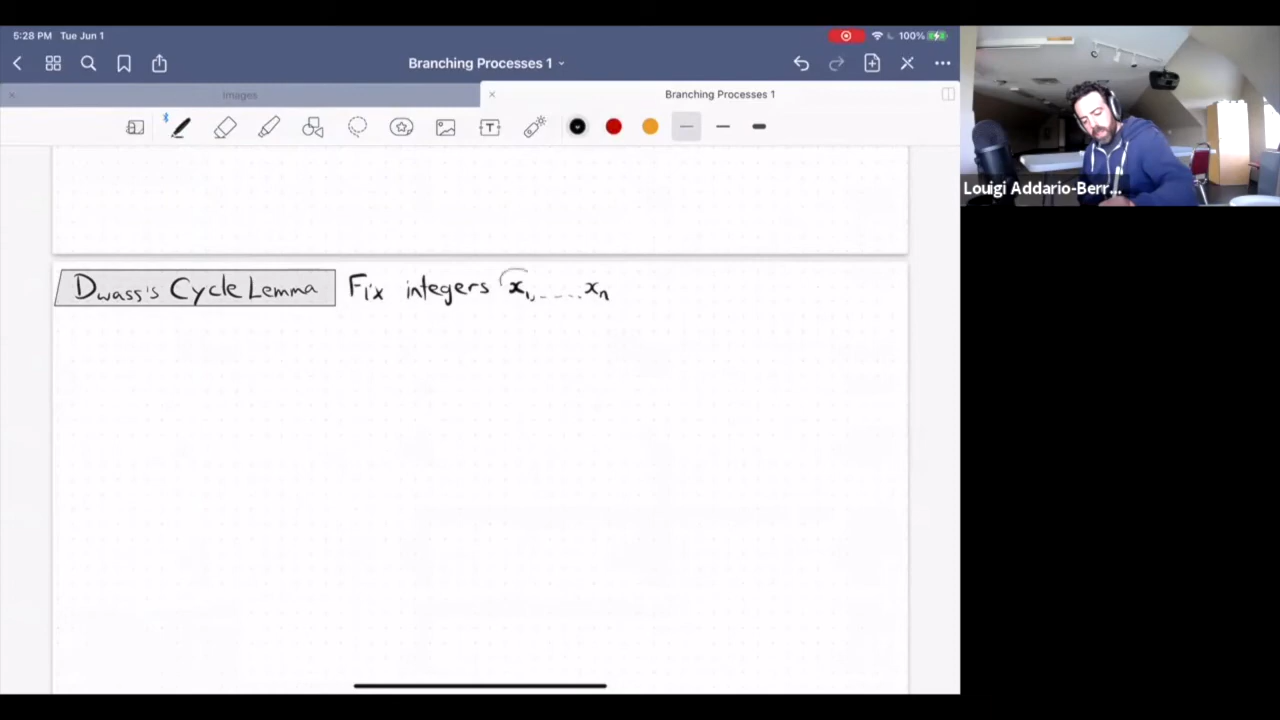 5:28 PM Tue Jun 1
100%
Branching Processes 1
Images
Branching Processes 1
Louigi Addario-Berr...
Dwass's Cycle Lemma Fix integers x₁, .... xₙ